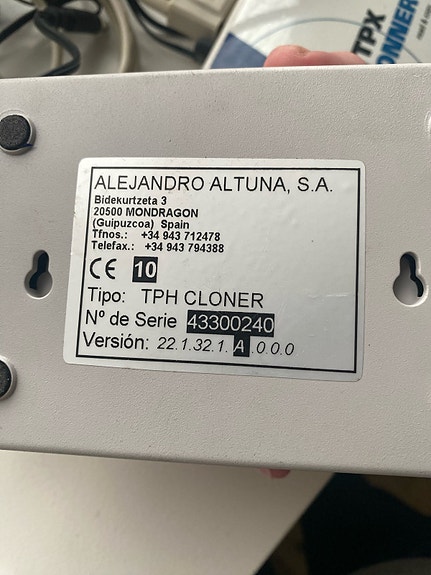 TPX
ALEJANDRO ALTUNA, S.A.
Bidekurtzeta 3
20500 MONDRAGON
(Guipuzcoa) Spain
Tfnos.: +34 943 712478
Telefax.: +34 943 794388
CE 10
Tipo: TPH CLONER
Nº de Serie 43300240
Versión: 22.1.32.1.A.0.0.0